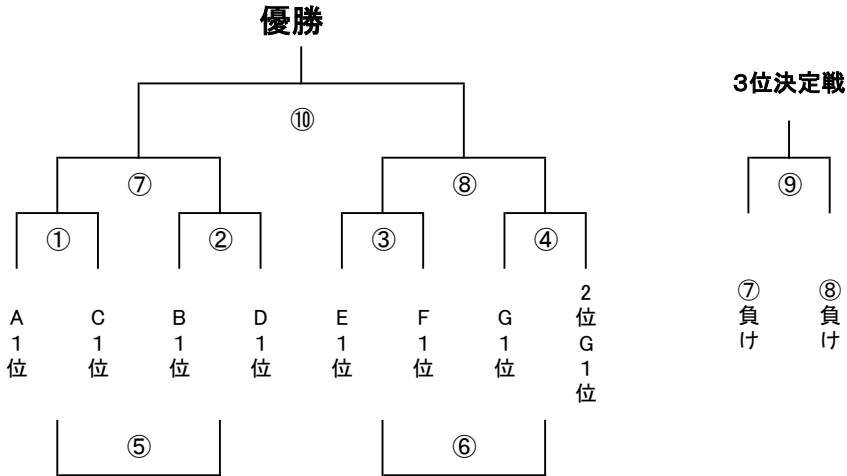 優勝
3位決定戦
⑩
⑦
⑧
⑨
①
②
③
④
A1位
C1位
B1位
D1位
E1位
F1位
G1位
2位G1位
⑦負け
⑧負け
⑤
⑥